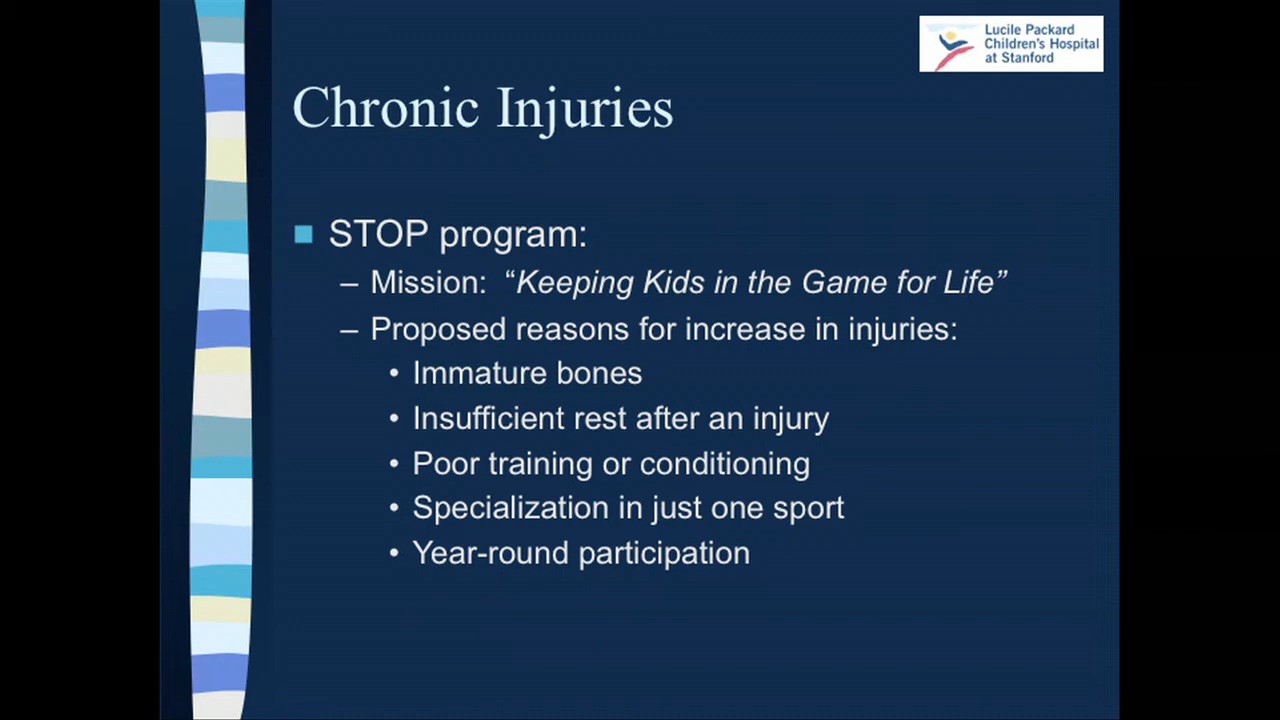 Lucile Packard
Children's Hospital
at Stanford
Chronic Injuries
STOP program:
– Mission: “Keeping Kids in the Game for Life”
– Proposed reasons for increase in injuries:
• Immature bones
• Insufficient rest after an injury
• Poor training or conditioning
• Specialization in just one sport
• Year-round participation